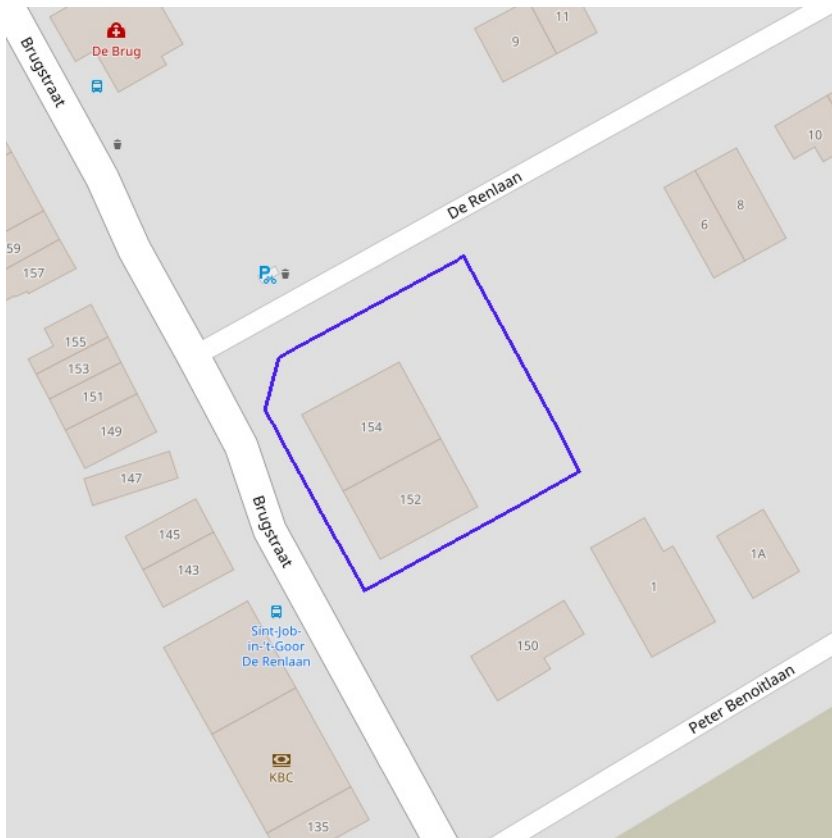 Brugstraat
De Brug
9
11
10
De Renlaan
8
6
59
157
P
155
153
151
149
147
154
152
145
143
Brugstraat
Sint-Job-
in-'t-Goor
De Renlaan
1
1A
150
Peter Benoitlaan
KBC
135